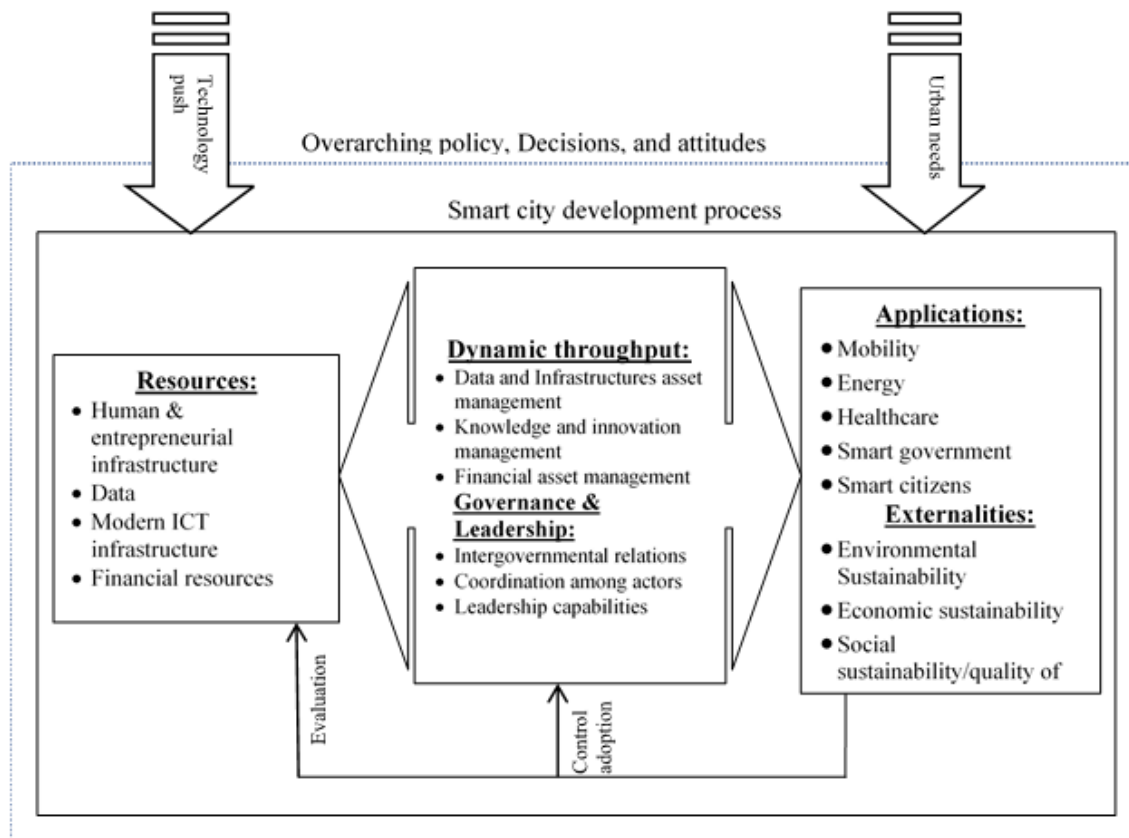 Technology
push
Urban needs
Overarching policy, Decisions, and attitudes
Smart city development process
Resources:
• Human &
entrepreneurial
infrastructure
• Data
• Modern ICT
infrastructure
• Financial resources
Dynamic throughput:
• Data and Infrastructures asset
management
• Knowledge and innovation
management
• Financial asset management
Governance &
Leadership:
• Intergovernmental relations
• Coordination among actors
• Leadership capabilities
Applications:
• Mobility
• Energy
• Healthcare
• Smart government
• Smart citizens
Externalities:
• Environmental
Sustainability
• Economic sustainability
• Social
sustainability/quality of
Evaluation
Control
adoption